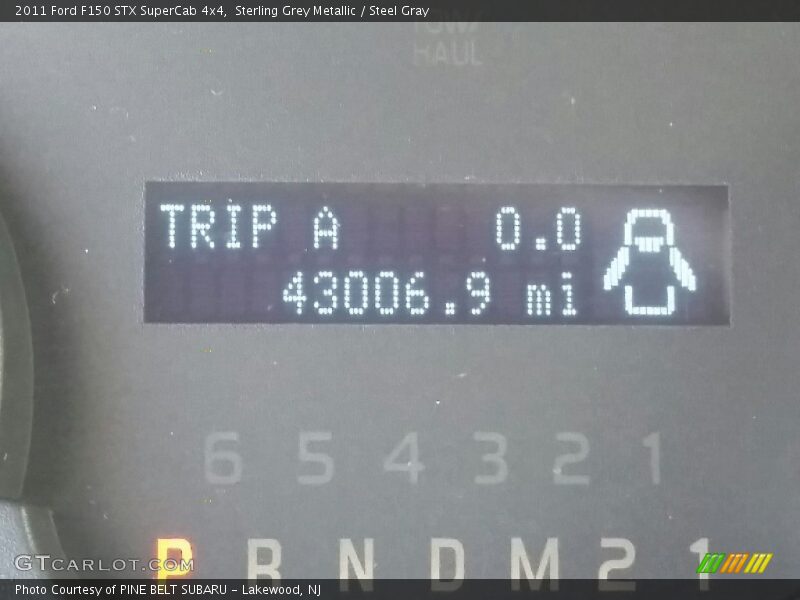 2011 Ford F150 STX SuperCab 4x4,  Sterling Grey Metallic / Steel Gray
TOW/
HAUL
TRIP A 0.0
43006.9 mi
6 5 4 3 2 1
P R N D M 2 1
GTCARLOT.COM
Photo Courtesy of PINE BELT SUBARU - Lakewood, NJ